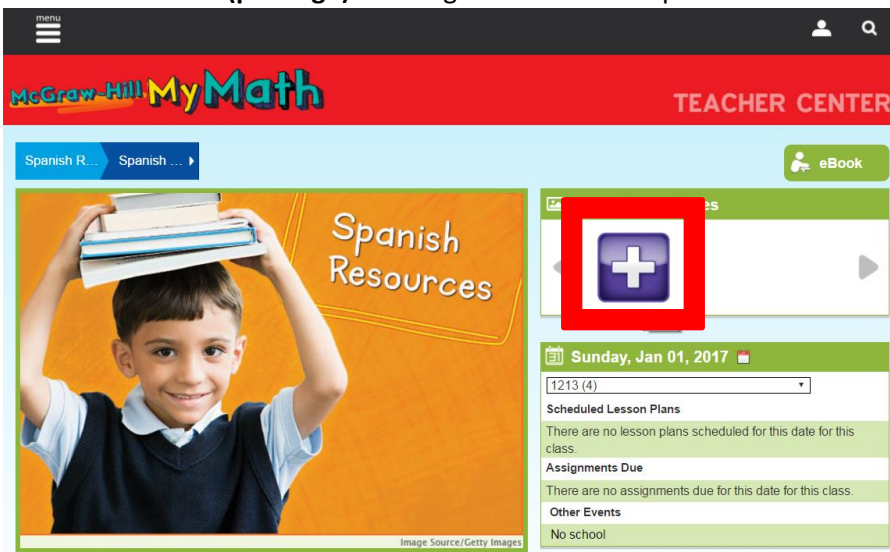 menu
McGraw-Hill My Math
TEACHER CENTER
Spanish R... Spanish ...
eBook
Spanish
Resources
Sunday, Jan 01, 2017
1213 (4)
Scheduled Lesson Plans
There are no lesson plans scheduled for this date for this
class.
Assignments Due
There are no assignments due for this date for this class.
Other Events
No school
Image Source/Getty Images